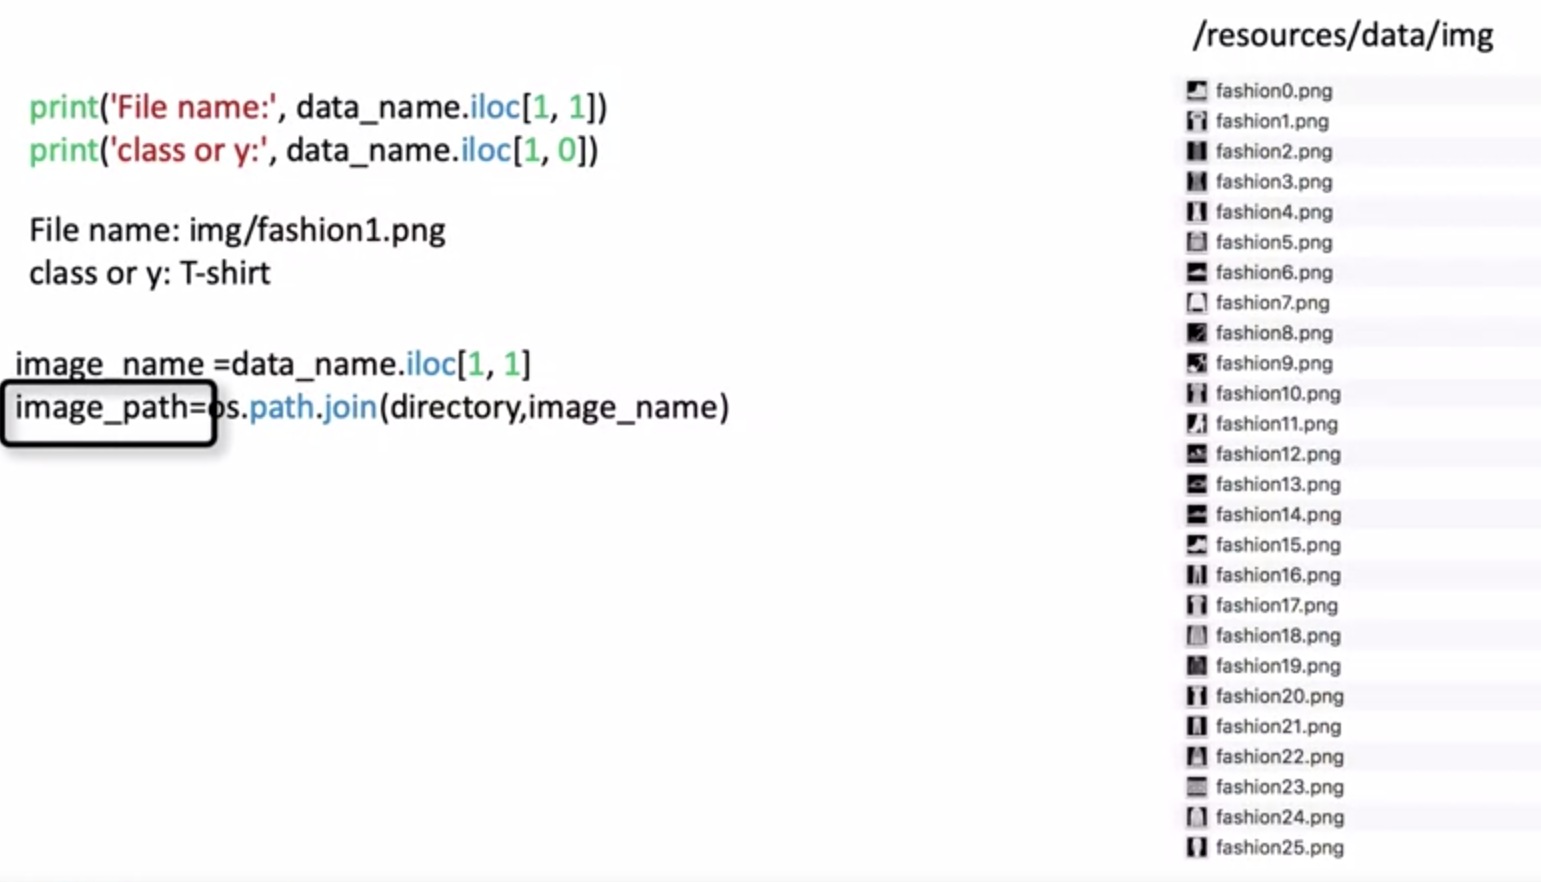 print('File name:', data_name.iloc[1, 1])
print('class or y:', data_name.iloc[1, 0])
File name: img/fashion1.png
class or y: T-shirt
image_name =data_name.iloc[1, 1]
image_path=os.path.join(directory,image_name)
/resources/data/img
fashion0.png
fashion1.png
fashion2.png
fashion3.png
fashion4.png
fashion5.png
fashion6.png
fashion7.png
fashion8.png
fashion9.png
fashion10.png
fashion11.png
fashion12.png
fashion13.png
fashion14.png
fashion15.png
fashion16.png
fashion17.png
fashion18.png
fashion19.png
fashion20.png
fashion21.png
fashion22.png
fashion23.png
fashion24.png
fashion25.png